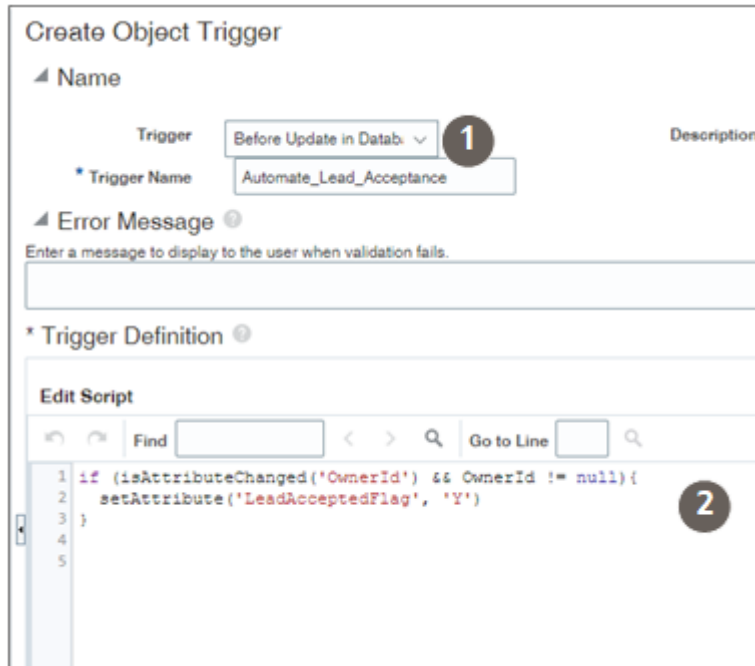 Create Object Trigger
Name
Trigger Before Update in Datab 1 Description
* Trigger Name Automate_Lead_Acceptance
Error Message
Enter a message to display to the user when validation fails.
* Trigger Definition
Edit Script
Find Go to Line
1 if (isAttributeChanged('OwnerId') && OwnerId != null){
2 setAttribute('LeadAcceptedFlag', 'Y') 2
3 }
4
5